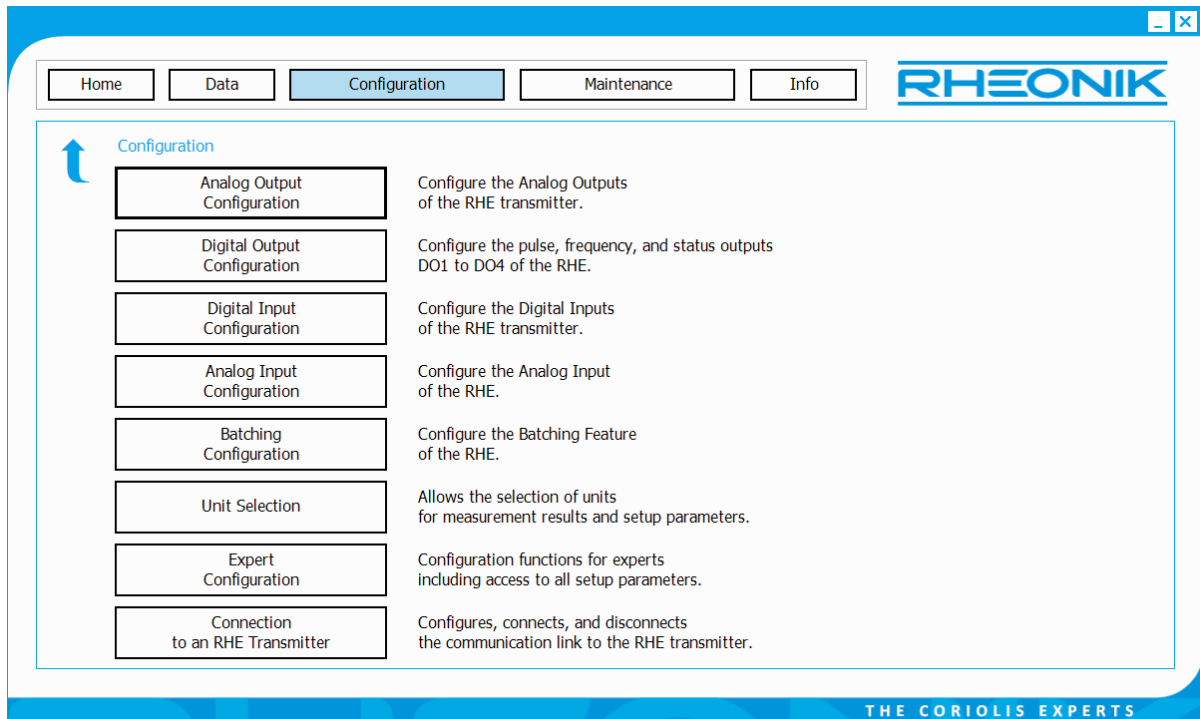 Home Data Configuration Maintenance Info RHEONIK
Configuration
Analog Output
Configuration
Configure the Analog Outputs
of the RHE transmitter.
Digital Output
Configuration
Configure the pulse, frequency, and status outputs
DO1 to DO4 of the RHE.
Digital Input
Configuration
Configure the Digital Inputs
of the RHE transmitter.
Analog Input
Configuration
Configure the Analog Input
of the RHE.
Batching
Configuration
Configure the Batching Feature
of the RHE.
Unit Selection
Allows the selection of units
for measurement results and setup parameters.
Expert
Configuration
Configuration functions for experts
including access to all setup parameters.
Connection
to an RHE Transmitter
Configures, connects, and disconnects
the communication link to the RHE transmitter.
THE CORIOLIS EXPERTS